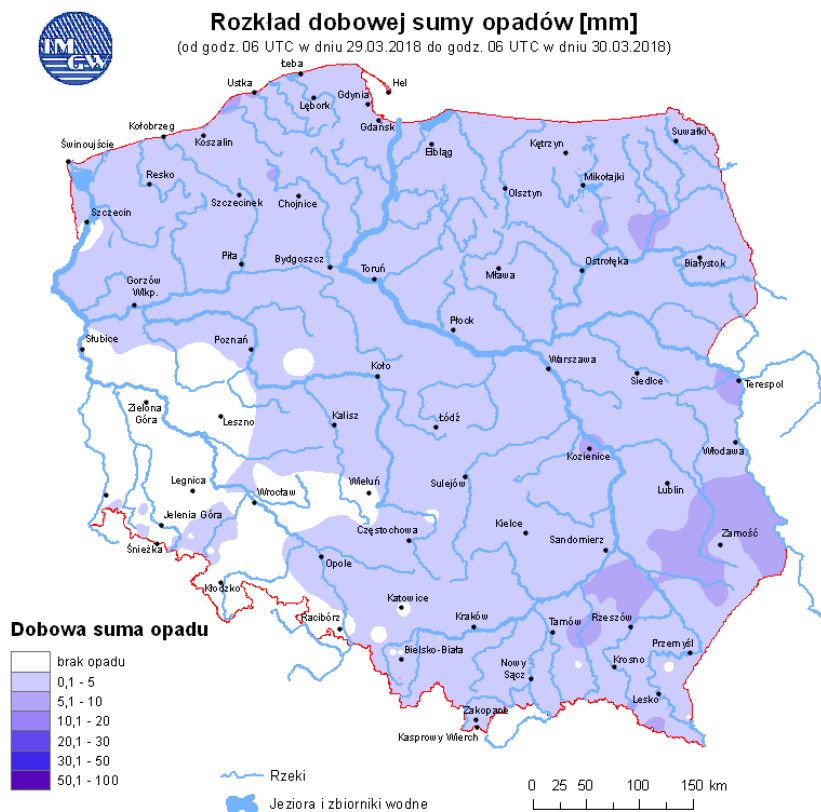 IM
GW
Rozkład dobowej sumy opadów [mm]
(od godz. 06 UTC w dniu 29.03.2018 do godz. 06 UTC w dniu 30.03.2018)
Łeba
Hel
Ustka
Lębork
Gdynia
Gdańsk
Kołobrzeg
Koszalin
Świnoujście
Elbląg
Kętrzyn
Suwałki
Resko
Szczecinek
Chojnice
Olsztyn
Mikołajki
Szczecin
Piła
Bydgoszcz
Toruń
Mława
Ostrołęka
Białystok
Gorzów
Wlkp.
Płock
Słubice
Poznań
Koło
Warszawa
Siedlce
Terespol
Zielona
Góra
Leszno
Kalisz
Łódź
Kozienice
Włodawa
Legnica
Wrocław
Wieluń
Sulejów
Lublin
Jelenia Góra
Śnieżka
Częstochowa
Kielce
Sandomierz
Zamość
Opole
Kłodzko
Katowice
Racibórz
Kraków
Tarnów
Rzeszów
Przemyśl
Bielsko-Biała
Nowy
Sącz
Krosno
Lesko
Zakopane
Kasprowy Wierch
Dobowa suma opadu
brak opadu
0,1 - 5
5,1 - 10
10,1 - 20
20,1 - 30
30,1 - 50
50,1 - 100
Rzeki
Jeziora i zbiorniki wodne
0 25 50 100 150 km